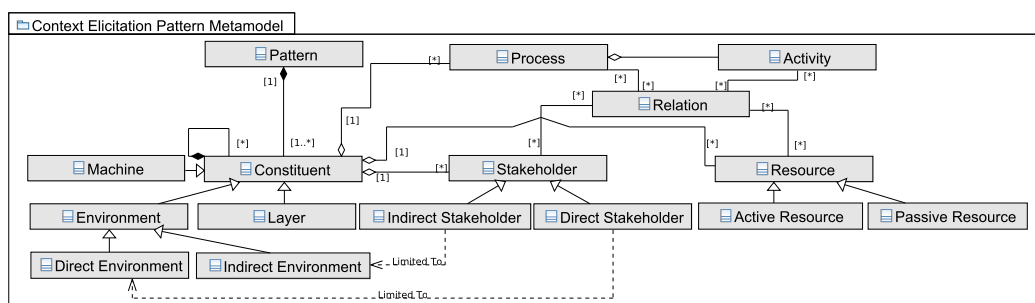 Context Elicitation Pattern Metamodel
Pattern
Process
Activity
[*]
[1]
[*]
[*]
[*]
[*]
[*]
Relation
[*]
[1]
[*]
[1..*]
[1]
[*]
[*]
[*]
Machine
Constituent
[1]
[*]
Stakeholder
Resource
Environment
Layer
Indirect Stakeholder
Direct Stakeholder
Active Resource
Passive Resource
Direct Environment
Indirect Environment
Limited To
Limited To